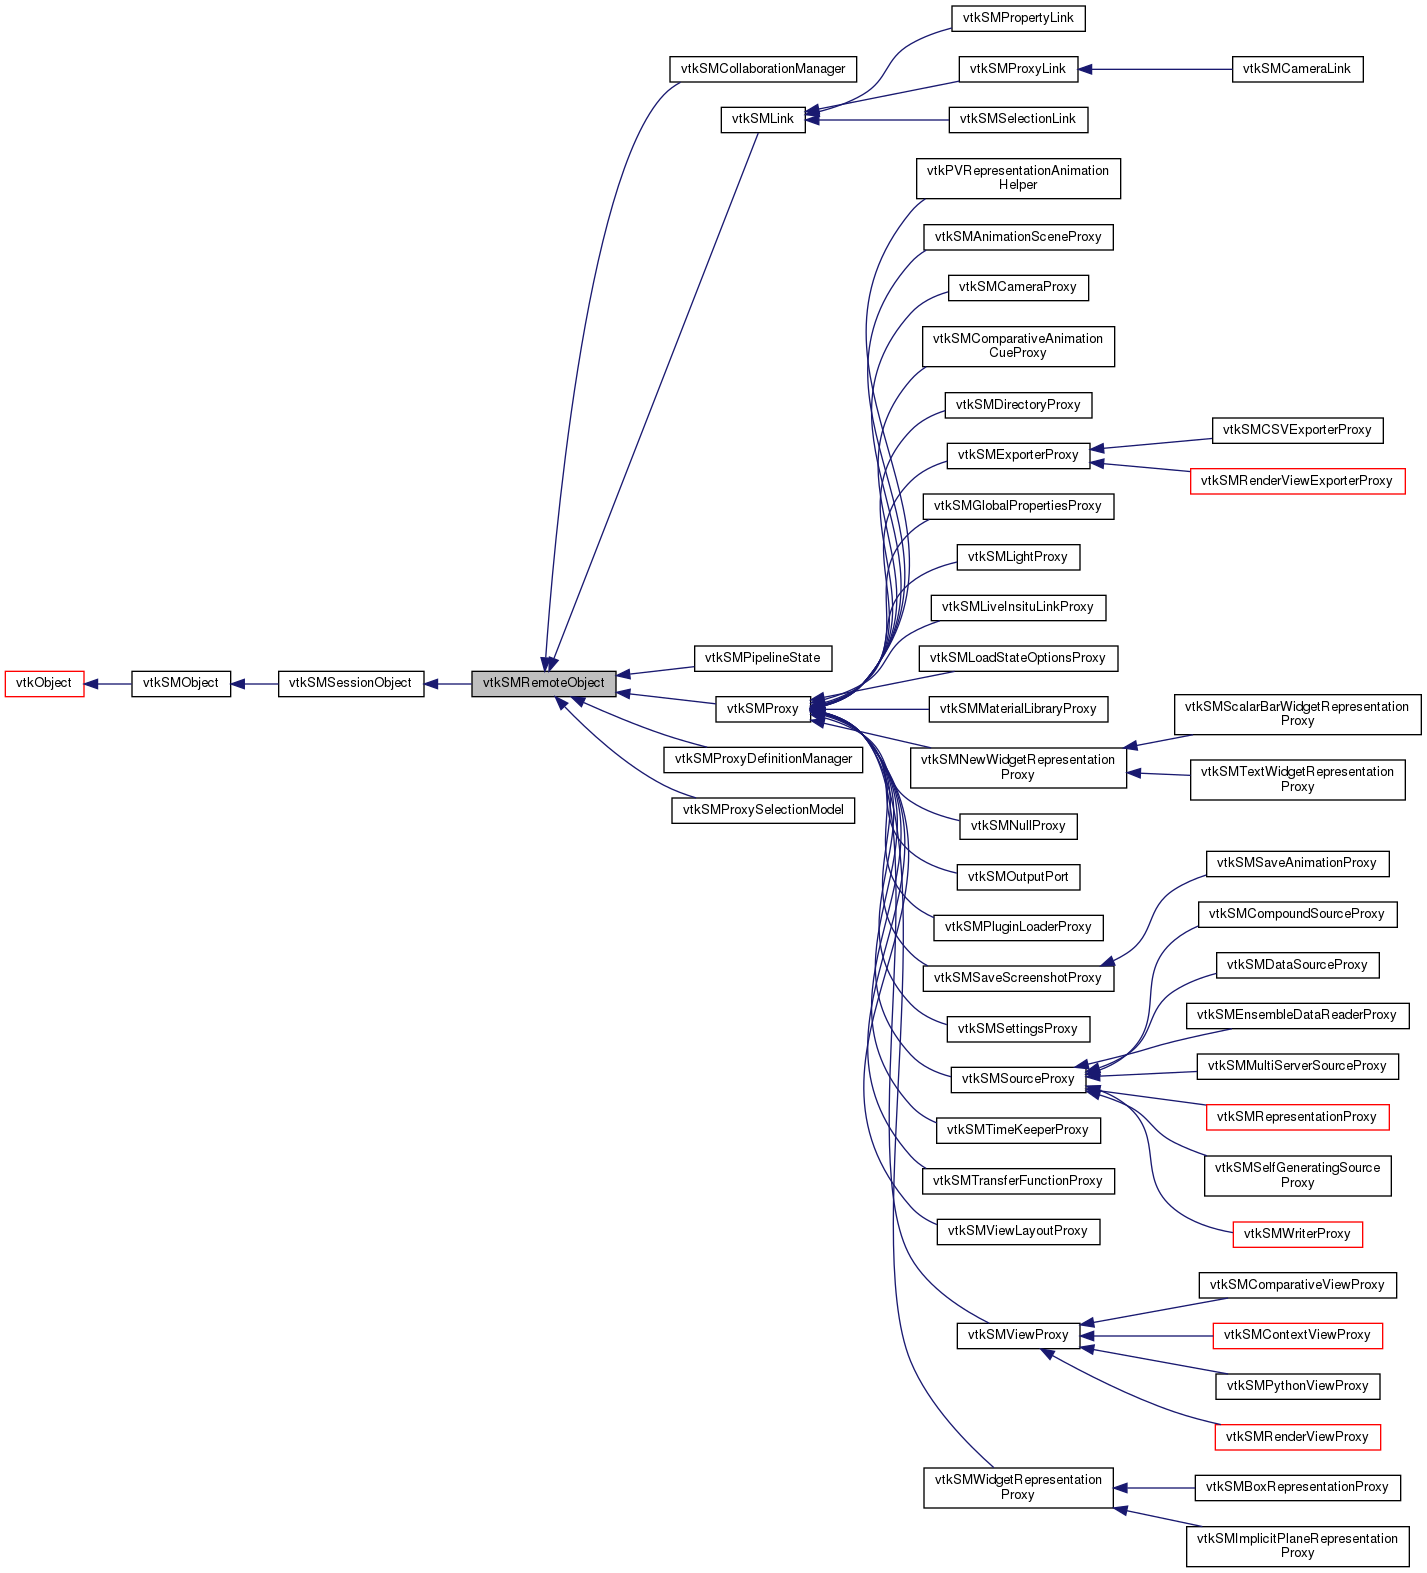 vtkSMPropertyLink
vtkSMCollaborationManager
vtkSMProxyLink
vtkSMCameraLink
vtkSMLink
vtkSMSelectionLink
vtkPVRepresentationAnimation
Helper
vtkSMAnimationSceneProxy
vtkSMCameraProxy
vtkSMComparativeAnimation
CueProxy
vtkSMDirectoryProxy
vtkSMExporterProxy
vtkSMCSVExporterProxy
vtkSMRenderViewExporterProxy
vtkSMGlobalPropertiesProxy
vtkSMLightProxy
vtkSMLiveInsituLinkProxy
vtkSMPipelineState
vtkSMLoadStateOptionsProxy
vtkObject
vtkSMObject
vtkSMSessionObject
vtkSMRemoteObject
vtkSMProxy
vtkSMMaterialLibraryProxy
vtkSMScalarBarWidgetRepresentation
Proxy
vtkSMProxyDefinitionManager
vtkSMNewWidgetRepresentation
Proxy
vtkSMTextWidgetRepresentation
Proxy
vtkSMProxySelectionModel
vtkSMNullProxy
vtkSMOutputPort
vtkSMSaveAnimationProxy
vtkSMPluginLoaderProxy
vtkSMCompoundSourceProxy
vtkSMSaveScreenshotProxy
vtkSMDataSourceProxy
vtkSMSettingsProxy
vtkSMEnsembleDataReaderProxy
vtkSMSourceProxy
vtkSMMultiServerSourceProxy
vtkSMRepresentationProxy
vtkSMTimeKeeperProxy
vtkSMSelfGeneratingSource
Proxy
vtkSMTransferFunctionProxy
vtkSMViewLayoutProxy
vtkSMWriterProxy
vtkSMComparativeViewProxy
vtkSMViewProxy
vtkSMContextViewProxy
vtkSMPythonViewProxy
vtkSMRenderViewProxy
vtkSMWidgetRepresentation
Proxy
vtkSMBoxRepresentationProxy
vtkSMImplicitPlaneRepresentation
Proxy